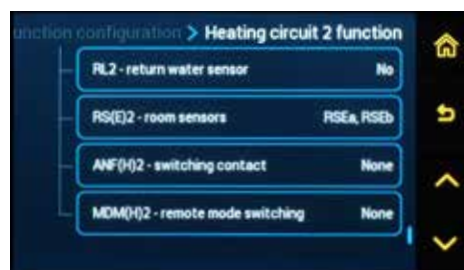 unction configuration > Heating circuit 2 function
RL2 - return water sensor No
RS(E)2 - room sensors RSEa, RSEb
ANF(H)2 - switching contact None
MDM(H)2 - remote mode switching None